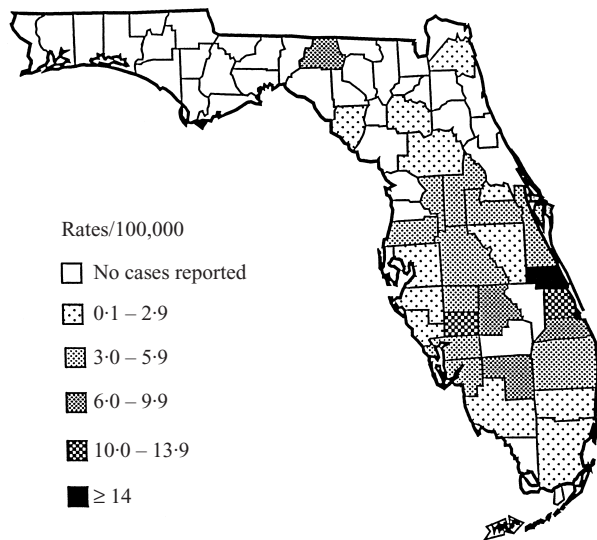 Rates/100,000
No cases reported
0·1 – 2·9
3·0 – 5·9
6·0 – 9·9
10·0 – 13·9
≥ 14